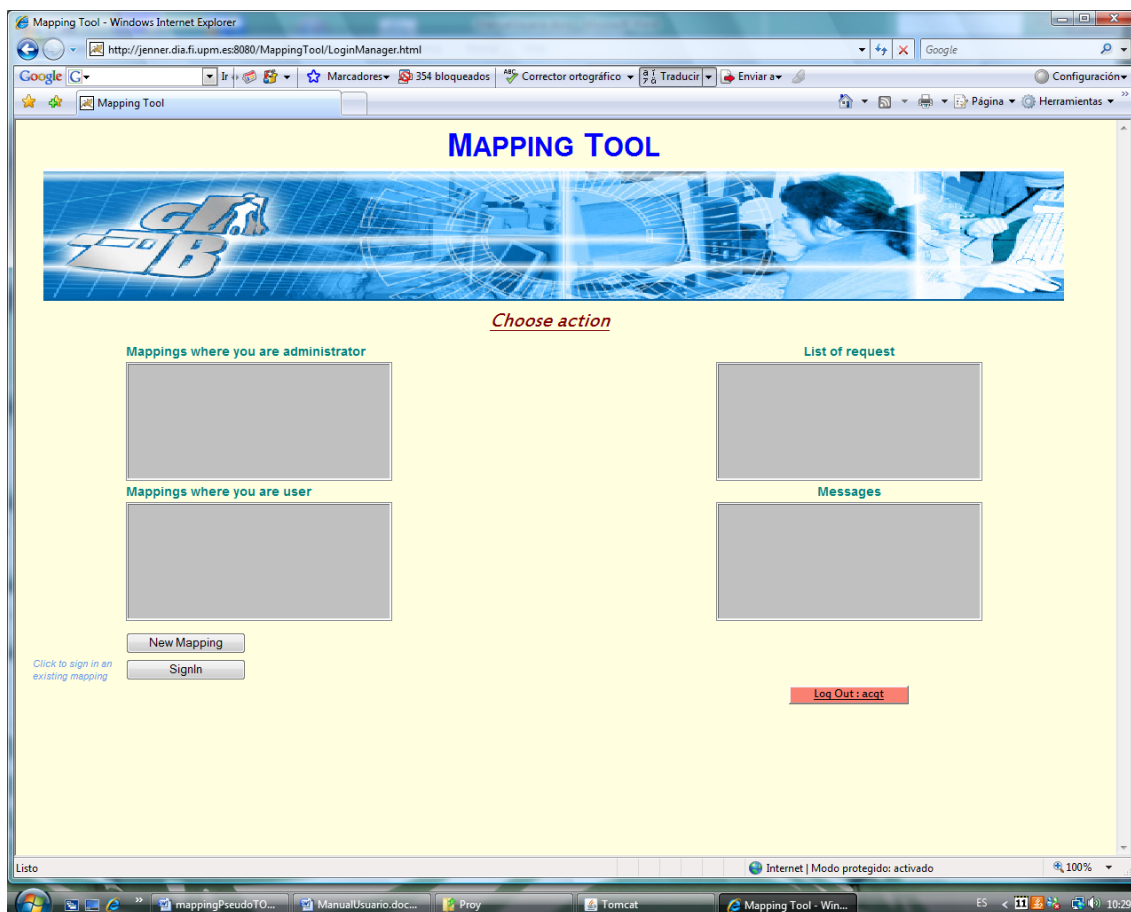 Mapping Tool - Windows Internet Explorer
http://jenner.dia.fi.upm.es:8080/MappingTool/LoginManager.html
Google
Google G Ir Marcadores 354 bloqueados ABC Corrector ortográfico Traducir Enviar a Configuración
Mapping Tool
Página Herramientas
MAPPING TOOL
Choose action
Mappings where you are administrator
List of request
Mappings where you are user
Messages
New Mapping
Click to sign in an
existing mapping
SignIn
Log Out : acqt
Listo
Internet | Modo protegido: activado
100%
mappingPseudoTO...
ManualUsuario.doc...
Proy
Tomcat
Mapping Tool - Win...
ES
11
10:29